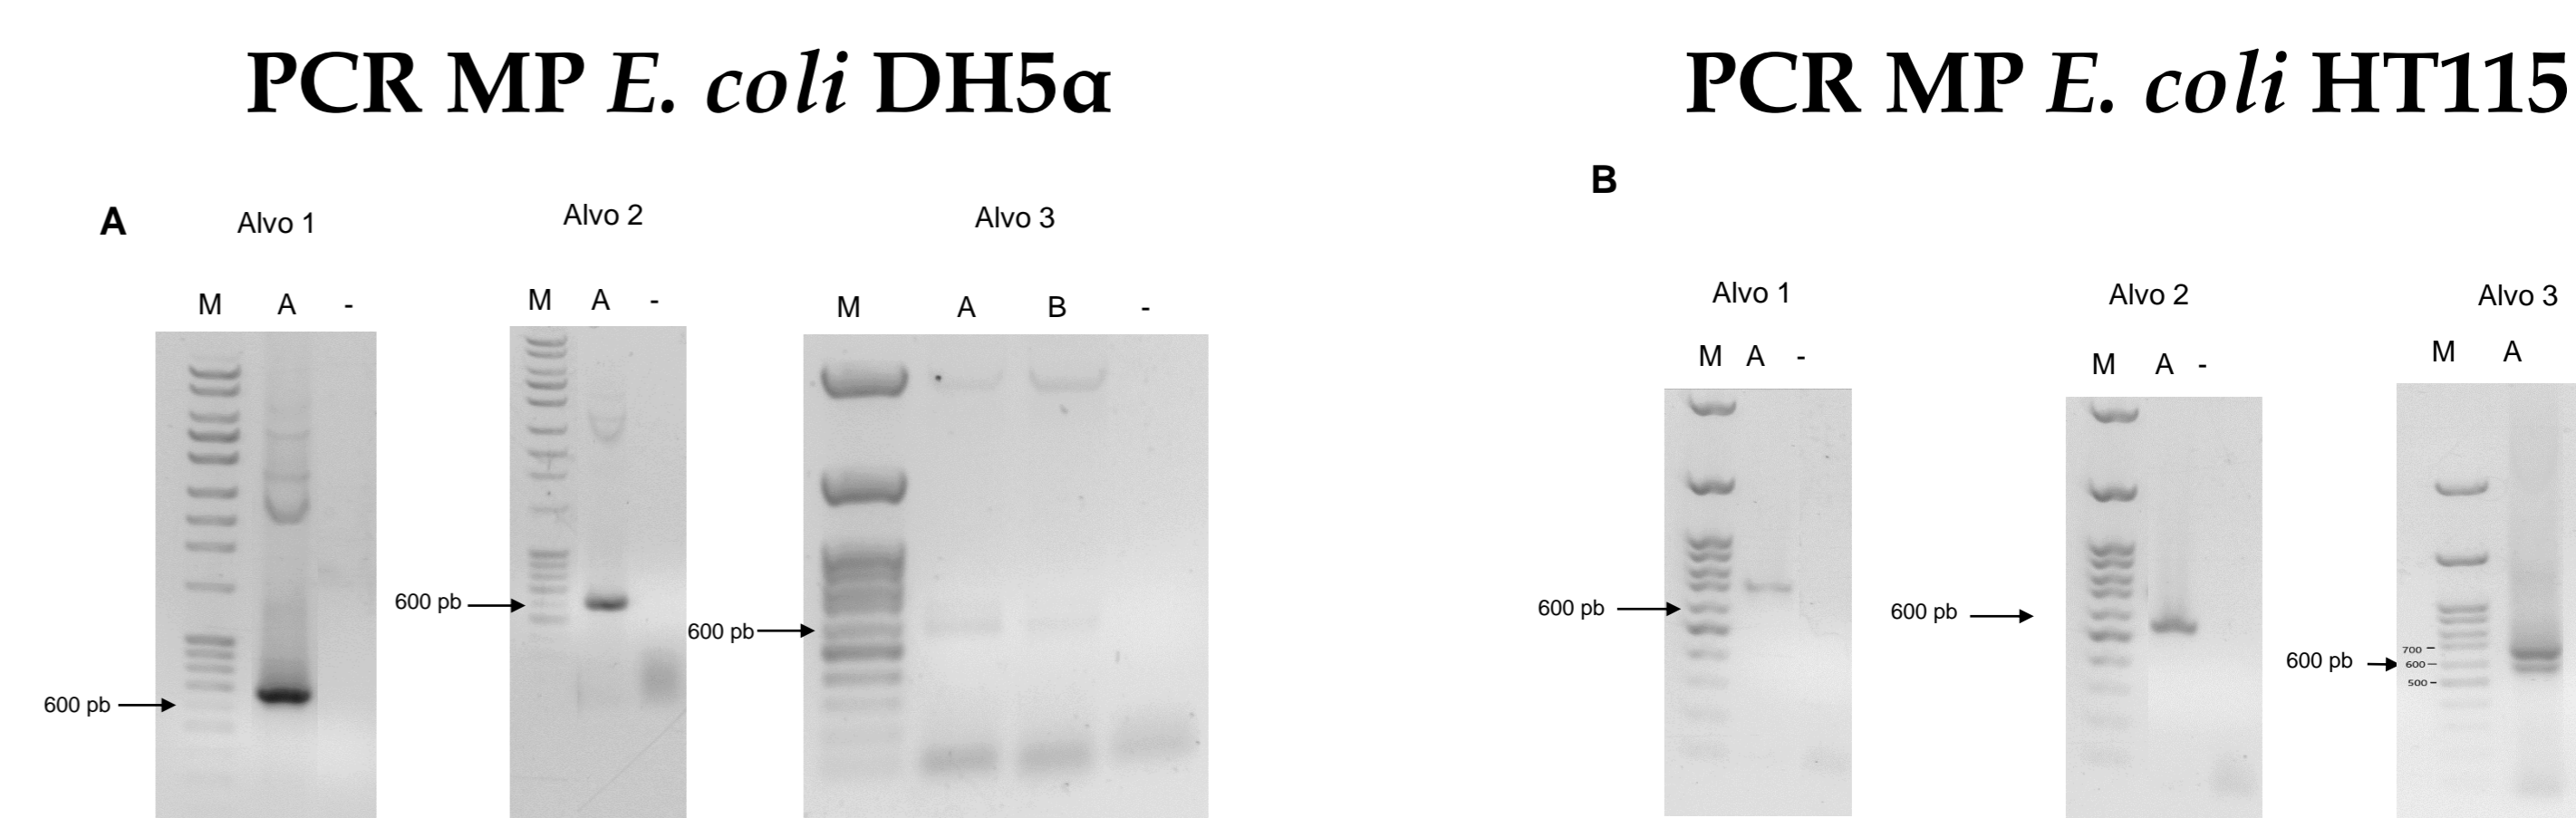 PCR MP E. coli DH5α
PCR MP E. coli HT115
A
Alvo 1
Alvo 2
Alvo 3
M A -
M A -
M A B -
600 pb
600 pb
600 pb
B
Alvo 1
Alvo 2
Alvo 3
M A -
M A -
M A
600 pb
600 pb
600 pb
700
600
500